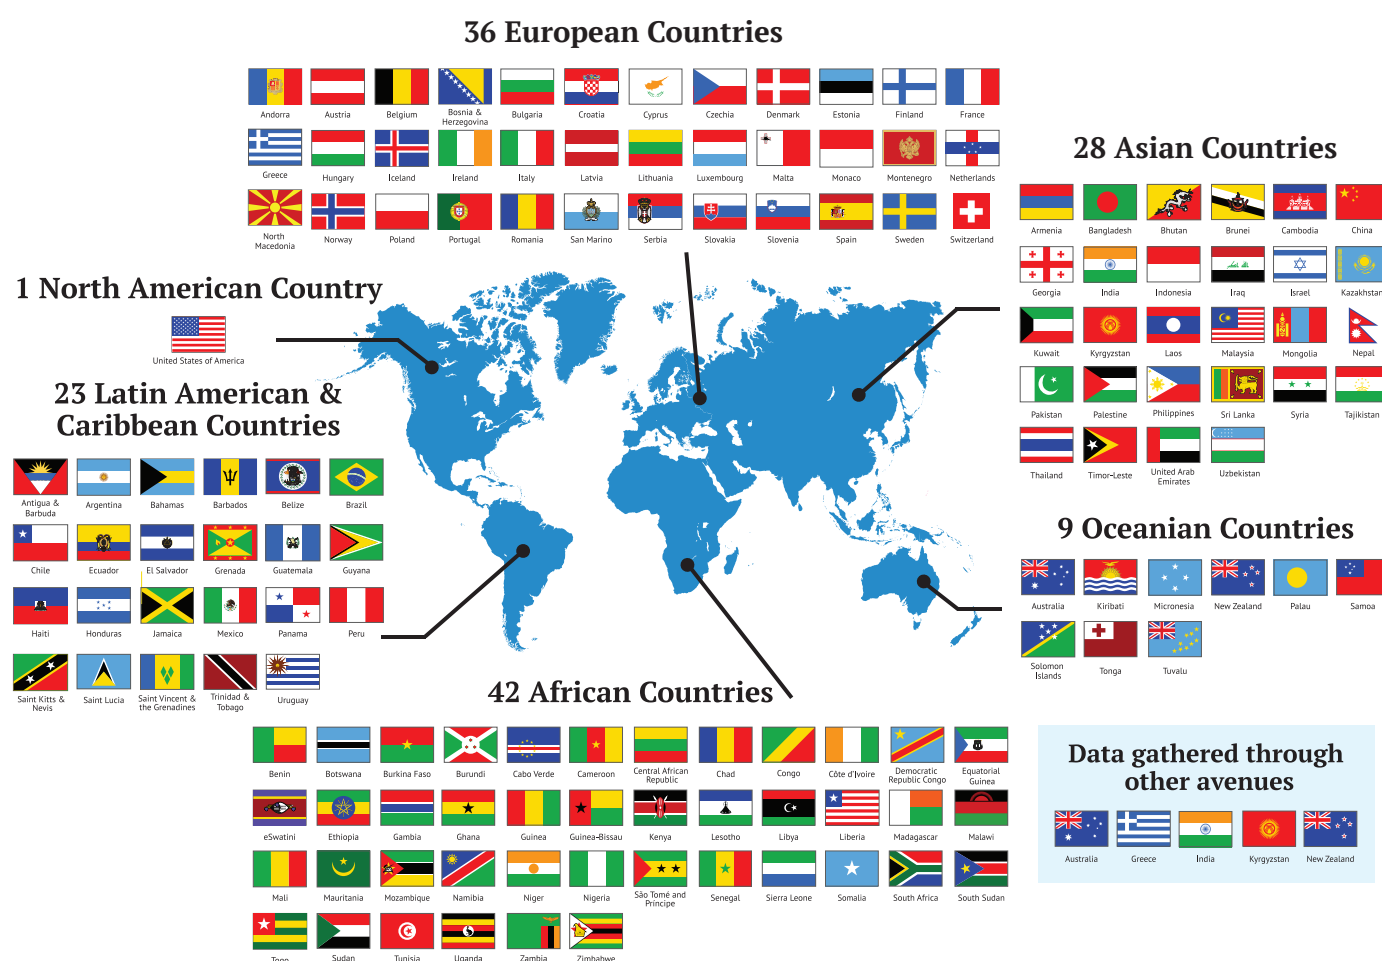 36 European Countries
Andorra
Austria
Belgium
Bosnia &
Herzegovina
Bulgaria
Croatia
Cyprus
Czechia
Denmark
Estonia
Finland
France
Greece
Hungary
Iceland
Ireland
Italy
Latvia
Lithuania
Luxembourg
Malta
Monaco
Montenegro
Netherlands
North
Macedonia
Norway
Poland
Portugal
Romania
San Marino
Serbia
Slovakia
Slovenia
Spain
Sweden
Switzerland
28 Asian Countries
Armenia
Bangladesh
Bhutan
Brunei
Cambodia
China
Georgia
India
Indonesia
Iraq
Israel
Kazakhstan
Kuwait
Kyrgyzstan
Laos
Malaysia
Mongolia
Nepal
Pakistan
Palestine
Philippines
Sri Lanka
Syria
Tajikistan
Thailand
Timor-Leste
United Arab
Emirates
Uzbekistan
1 North American Country
United States of America
23 Latin American &
Caribbean Countries
Antigua &
Barbuda
Argentina
Bahamas
Barbados
Belize
Brazil
Chile
Ecuador
El Salvador
Grenada
Guatemala
Guyana
Haiti
Honduras
Jamaica
Mexico
Panama
Peru
Saint Kitts &
Nevis
Saint Lucia
Saint Vincent &
the Grenadines
Trinidad &
Tobago
Uruguay
9 Oceanian Countries
Australia
Kiribati
Micronesia
New Zealand
Palau
Samoa
Solomon
Islands
Tonga
Tuvalu
42 African Countries
Benin
Botswana
Burkina Faso
Burundi
Cabo Verde
Cameroon
Central African
Republic
Chad
Congo
Côte d'Ivoire
Democratic
Republic Congo
Equatorial
Guinea
eSwatini
Ethiopia
Gambia
Ghana
Guinea
Guinea-Bissau
Kenya
Lesotho
Libya
Liberia
Madagascar
Malawi
Mali
Mauritania
Mozambique
Namibia
Niger
Nigeria
São Tomé and
Príncipe
Senegal
Sierra Leone
Somalia
South Africa
South Sudan
Togo
Sudan
Tunisia
Uganda
Zambia
Zimbabwe
Data gathered through
other avenues
Australia
Greece
India
Kyrgyzstan
New Zealand